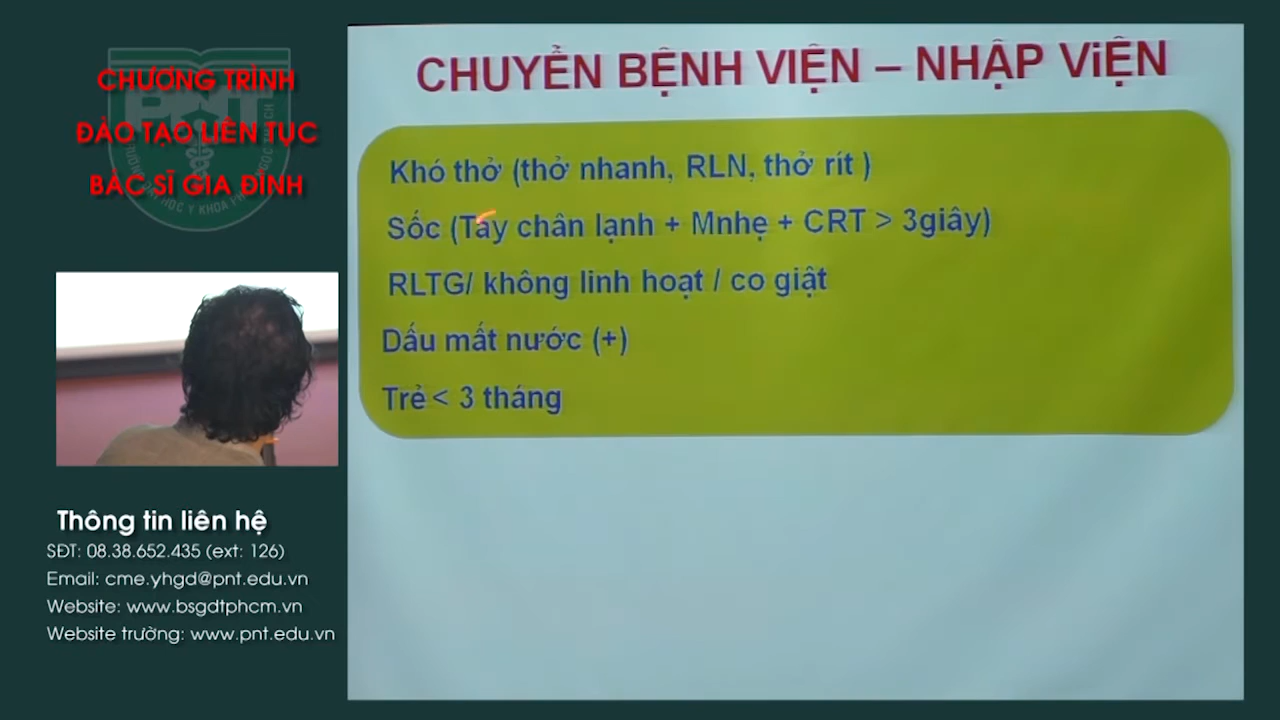 CHƯƠNG TRÌNH
ĐÀO TẠO LIÊN TỤC
BÁC SĨ GIA ĐÌNH
PNT
Thông tin liên hệ
SĐT: 08.38.652.435 (ext: 126)
Email: cme.yhgd@pnt.edu.vn
Website: www.bsgdtphcm.vn
Website trường: www.pnt.edu.vn
CHUYỂN BỆNH VIỆN – NHẬP ViỆN
Khó thở (thở nhanh, RLN, thở rít )
Sốc (Tay chân lạnh + Mnhẹ + CRT > 3giây)
RLTG/ không linh hoạt / co giật
Dấu mất nước (+)
Trẻ < 3 tháng